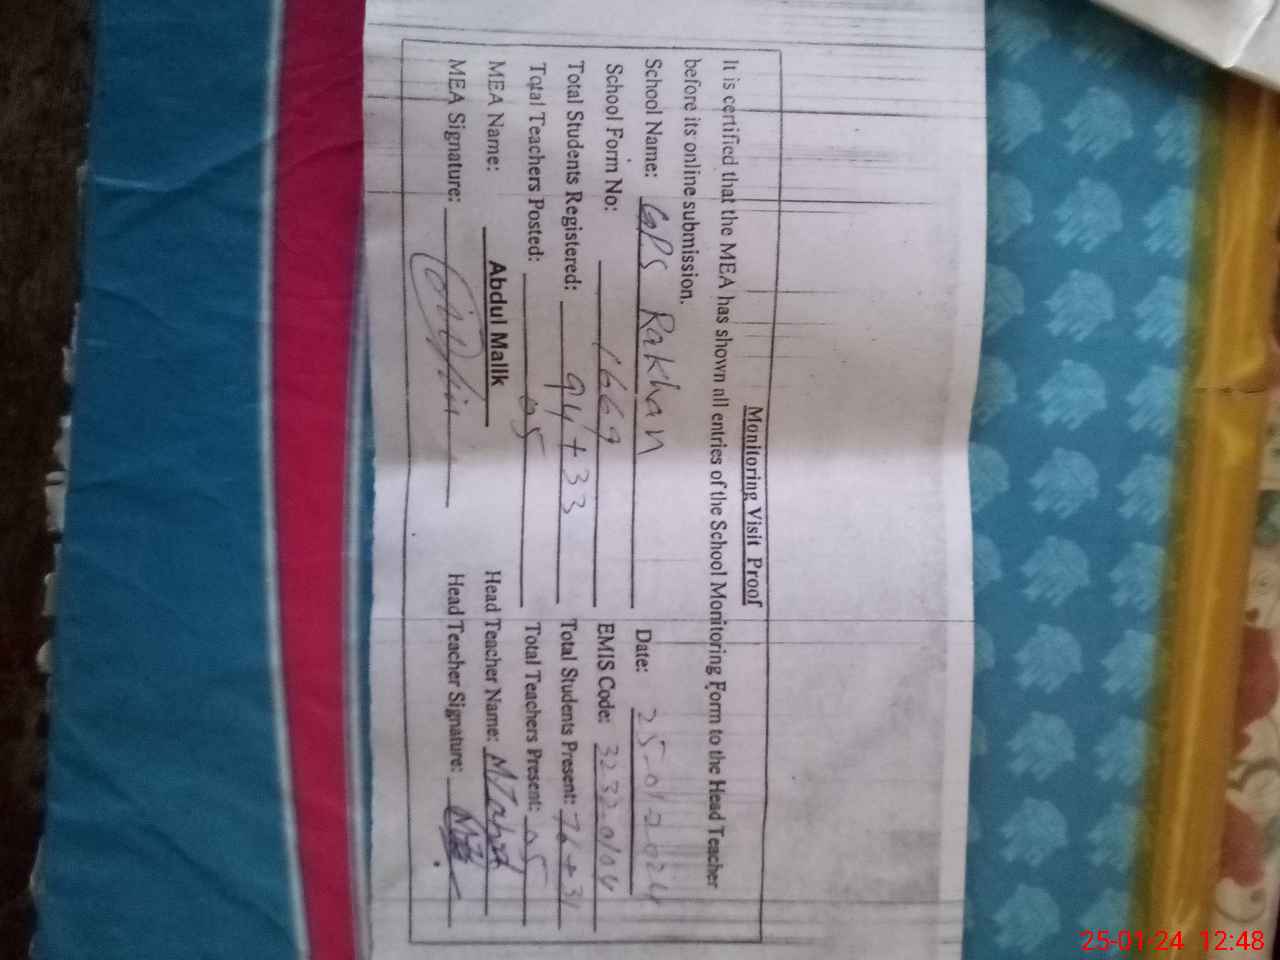 Monitoring Visit Proof
It is certified that the MEA has shown all entries of the School Monitoring Form to the Head Teacher
before its online submission.
School Name: GPS Rakhan Date: 25-01-2024
School Form No: 1669 EMIS Code: 32320104
Total Students Registered: 94+33 Total Students Present: 76+31
Total Teachers Posted: 05 Total Teachers Present: 05
MEA Name: Abdul Malik Head Teacher Name:
MEA Signature: Head Teacher Signature:
25-01-24 12:48